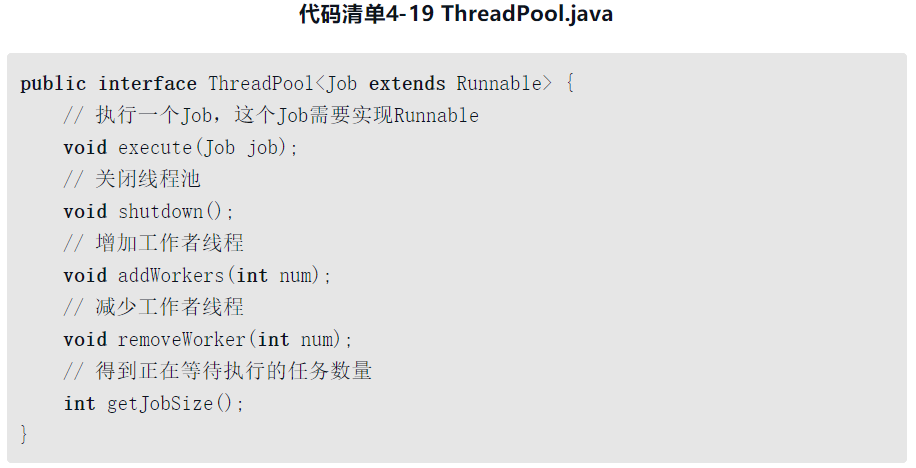 代码清单4-19 ThreadPool.java
public interface ThreadPool<Job extends Runnable> {
    // 执行一个Job，这个Job需要实现Runnable
    void execute(Job job);
    // 关闭线程池
    void shutdown();
    // 增加工作者线程
    void addWorkers(int num);
    // 减少工作者线程
    void removeWorker(int num);
    // 得到正在等待执行的任务数量
    int getJobSize();
}